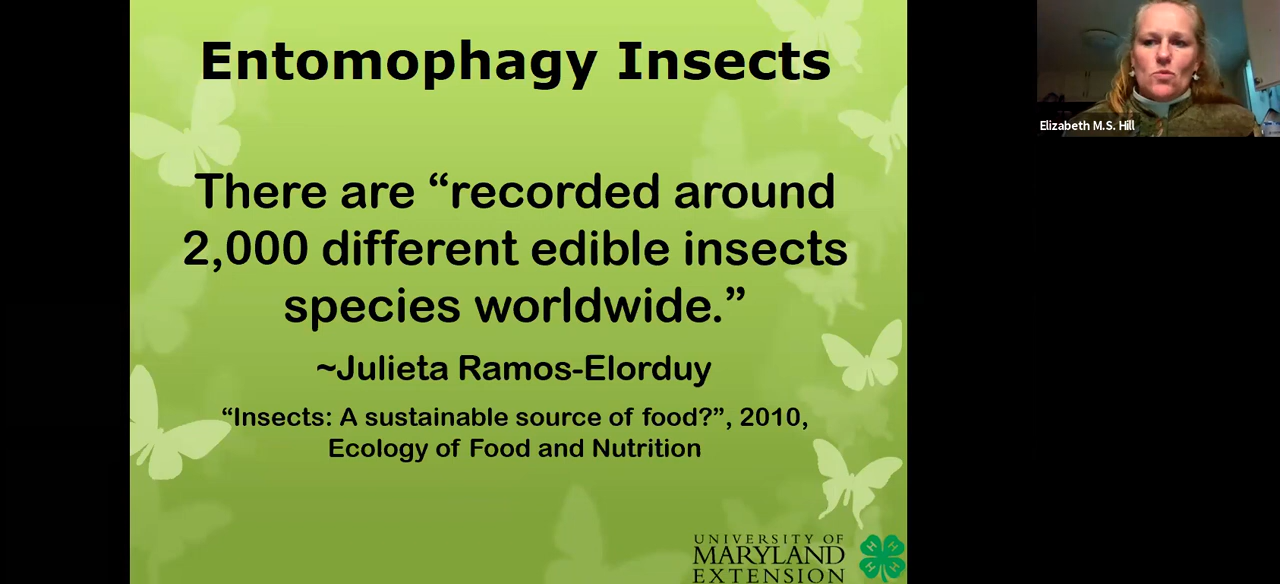 Entomophagy Insects
There are “recorded around
2,000 different edible insects
species worldwide.”
~Julieta Ramos-Elorduy
“Insects: A sustainable source of food?”, 2010,
Ecology of Food and Nutrition
UNIVERSITY OF
MARYLAND
EXTENSION
H H H H
Elizabeth M.S. Hill